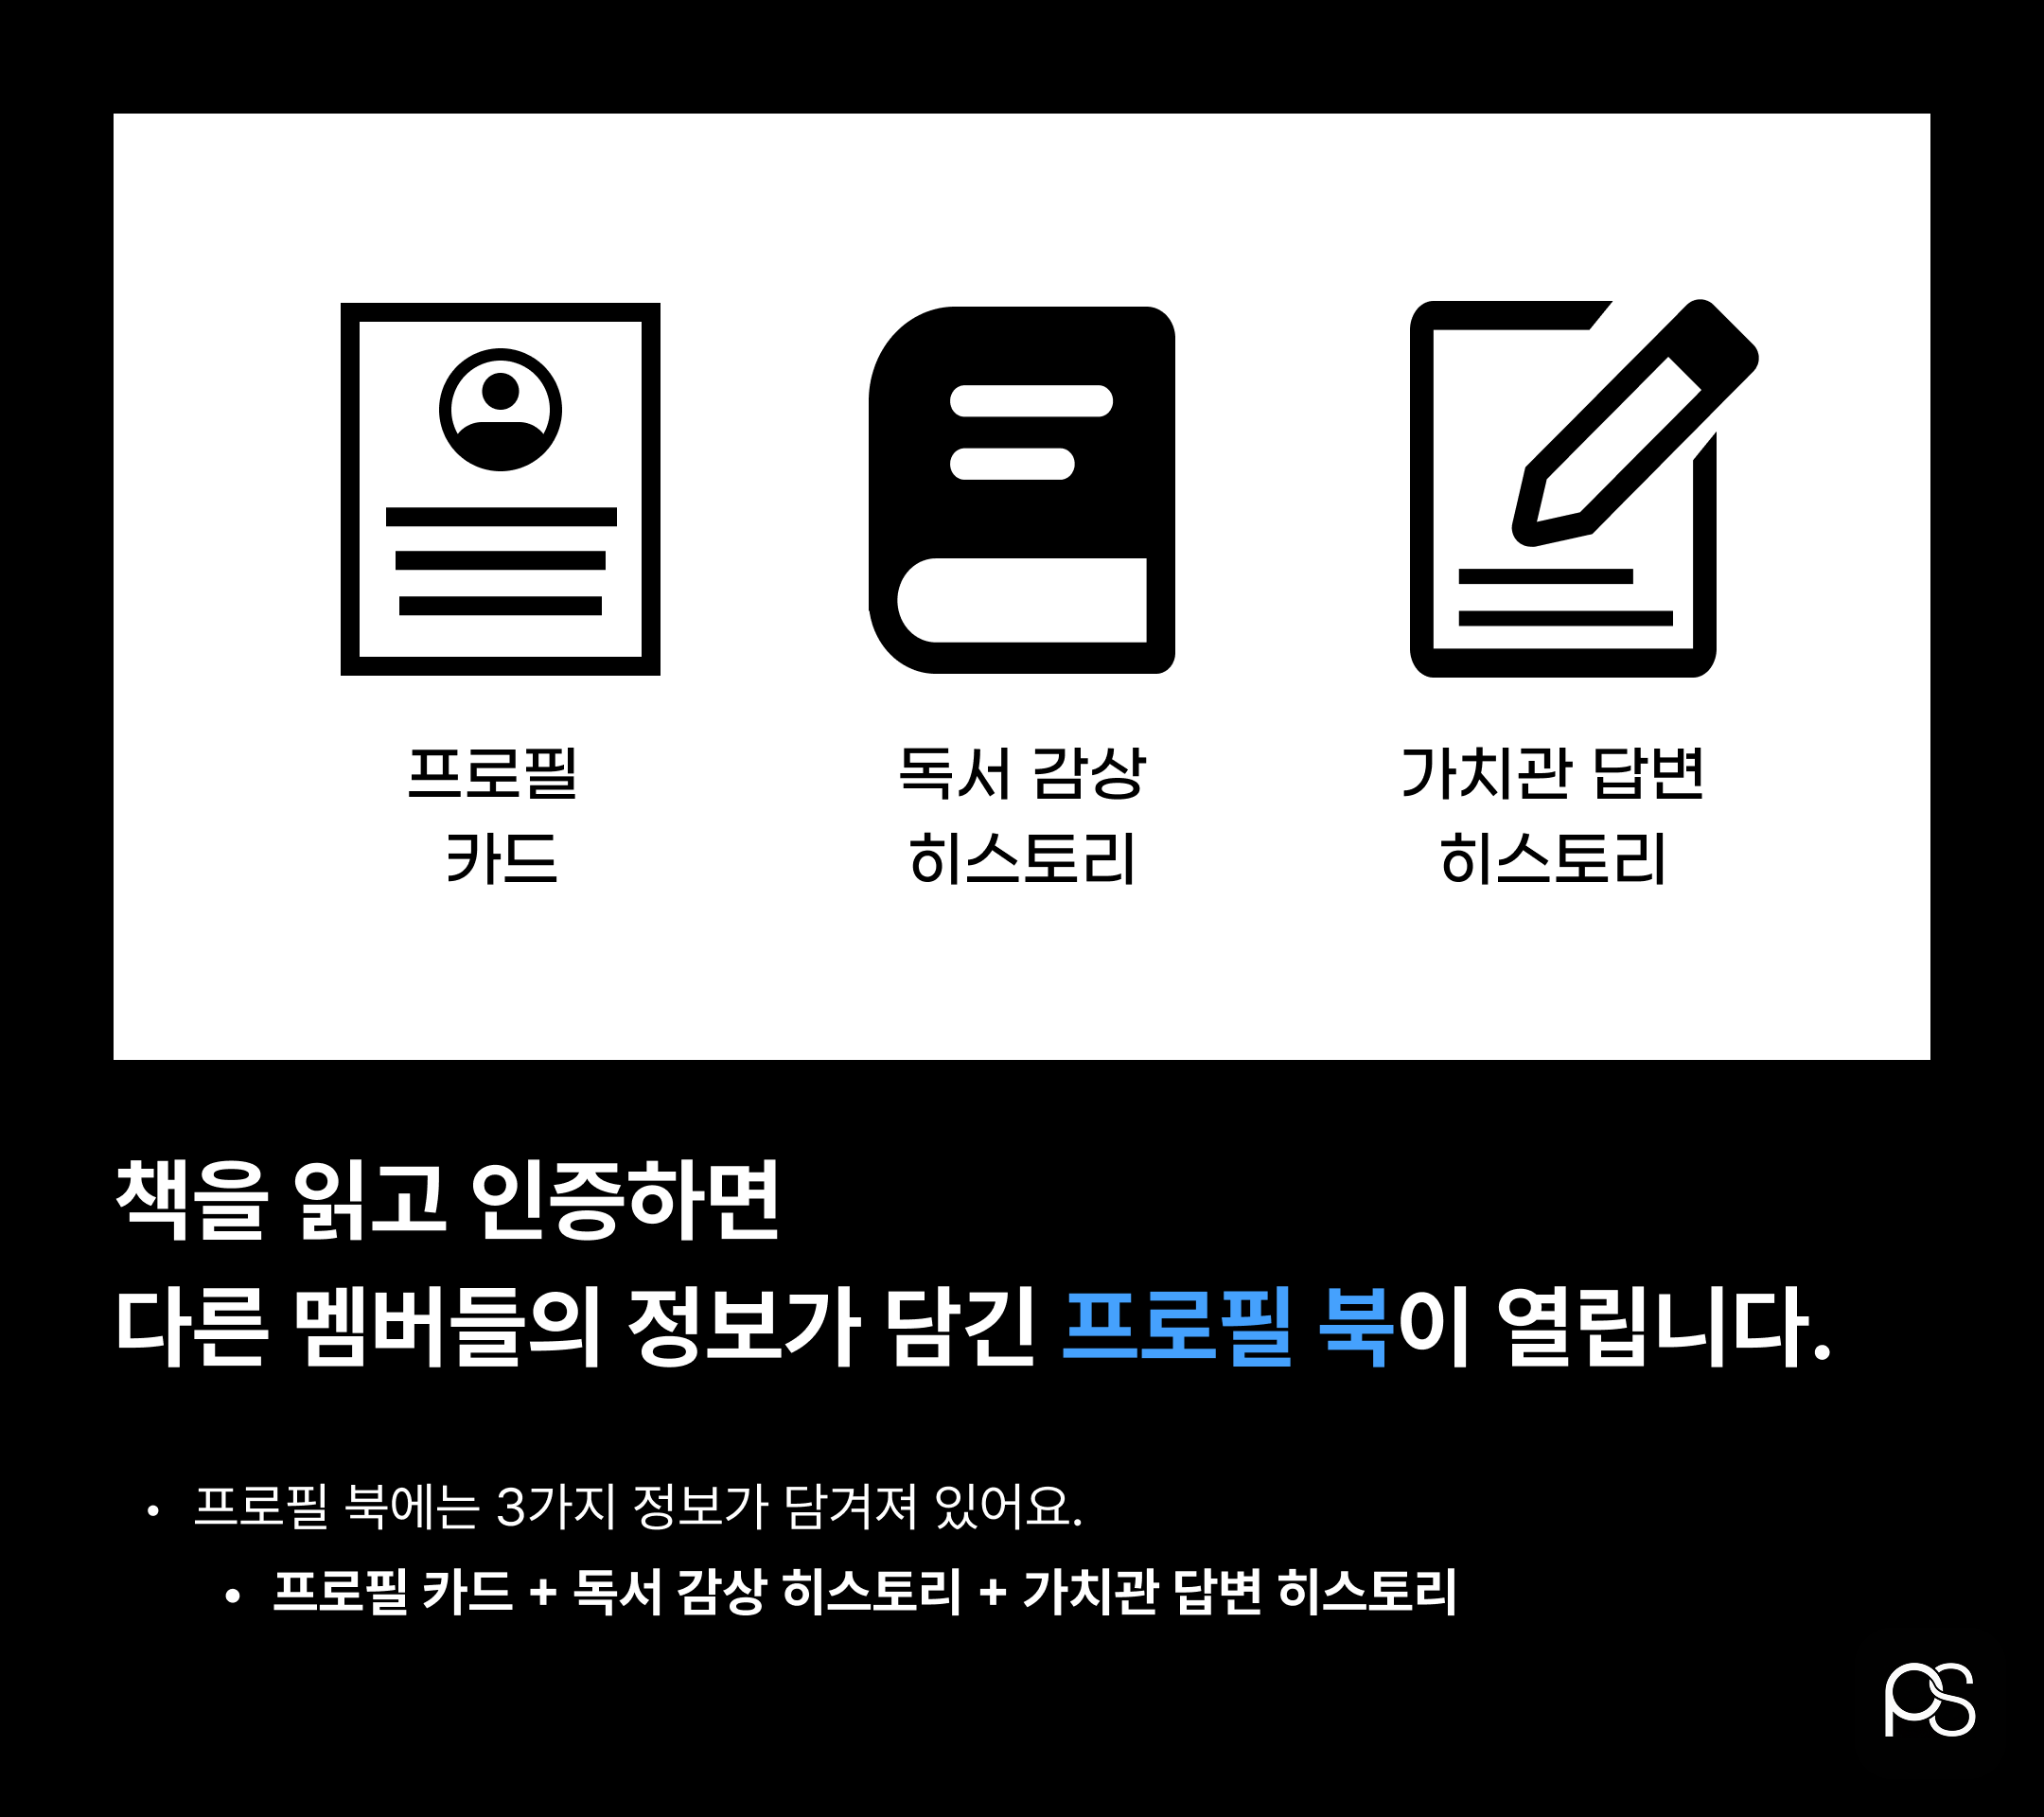 프로필
카드
독서 감상
히스토리
가치관 답변
히스토리
책을 읽고 인증하면
다른 멤버들의 정보가 담긴 프로필 북이 열립니다.
• 프로필 북에는 3가지 정보가 담겨져 있어요.
• 프로필 카드 + 독서 감상 히스토리 + 가치관 답변 히스토리
PS